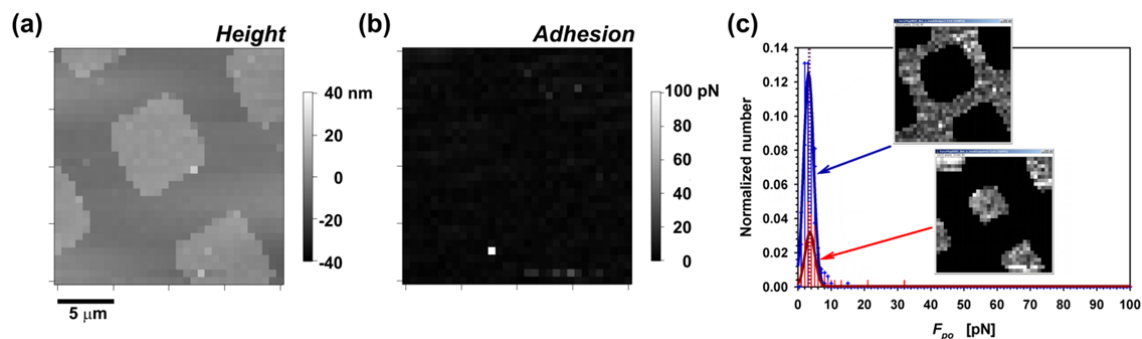 (a)
Height
40 nm
20
0
-20
-40
5 μm
(b)
Adhesion
100 pN
80
60
40
20
0
(c)
Normalized number
0.14
0.12
0.10
0.08
0.06
0.04
0.02
0.00
0 10 20 30 40 50 60 70 80 90 100
F_po [pN]